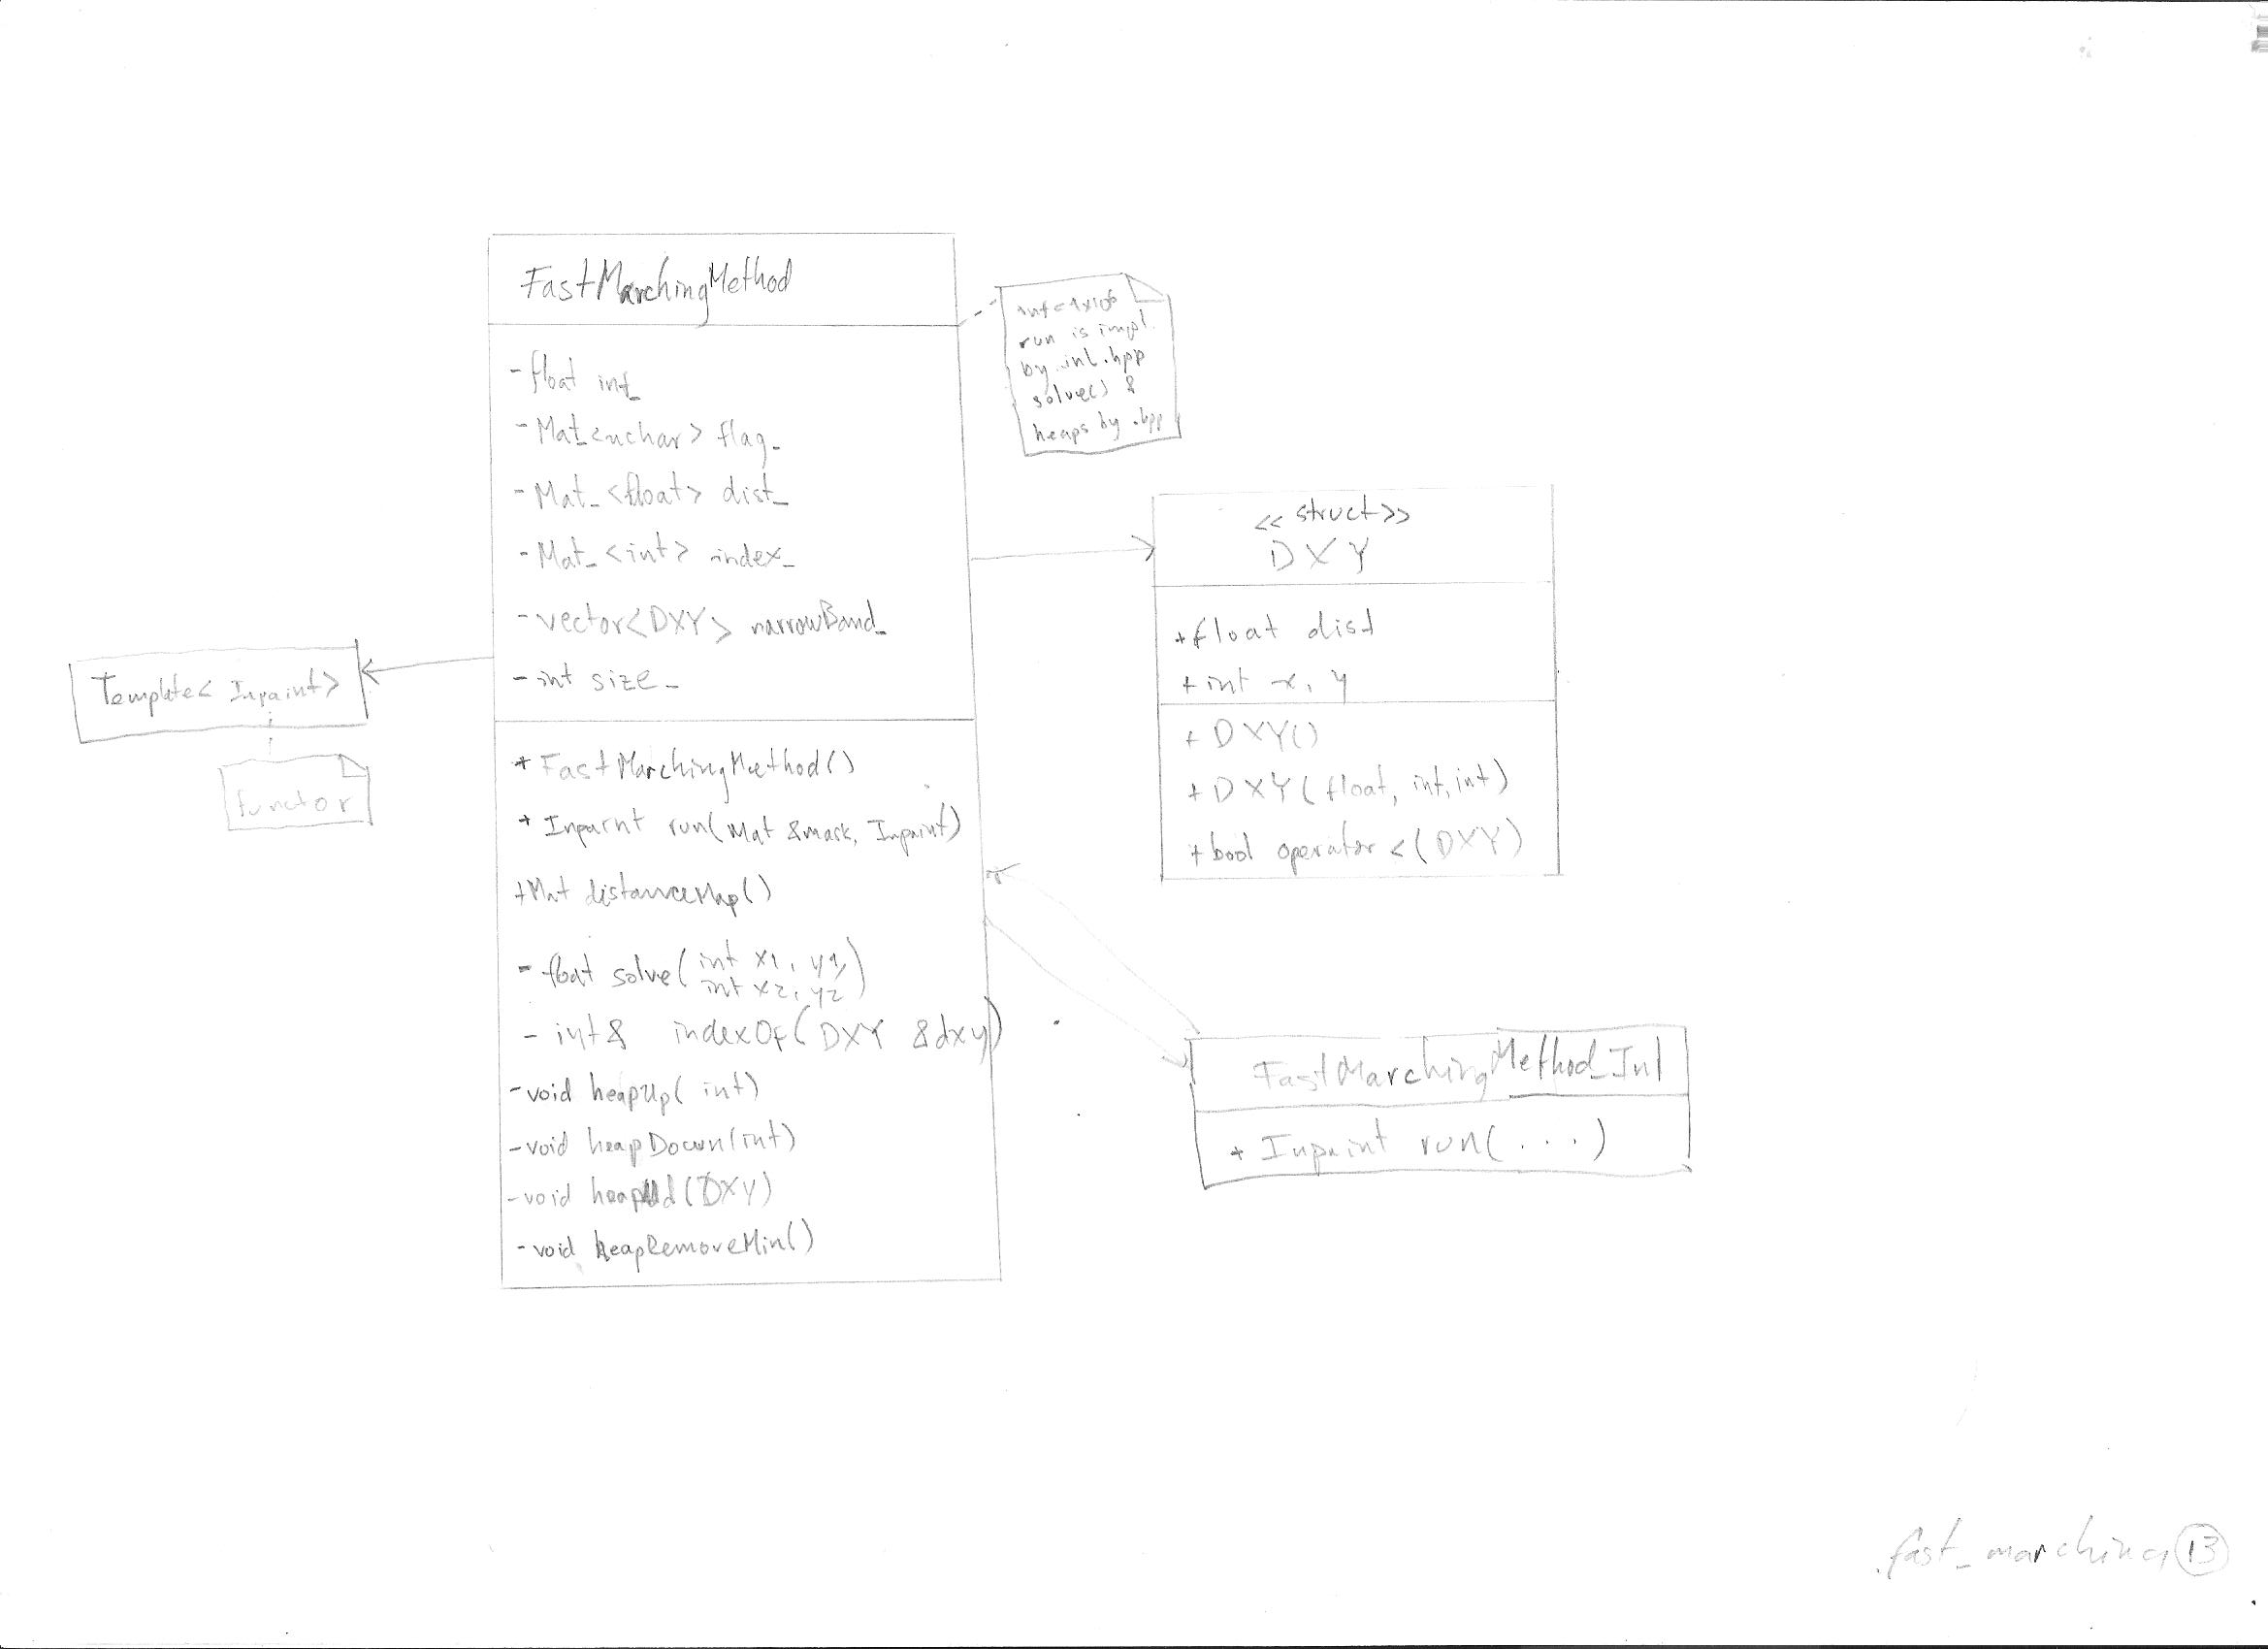 FastMarchingMethod
- float inf_
- Mat_<uchar> flag_
- Mat_<float> dist_
- Mat_<int> index_
- vector<DXY> narrowBand_
- int size_
+ FastMarchingMethod()
+ Inpaint run(Mat &mask, Inpaint)
+Mat distanceMap()
- float solve(int x1, y1,
int x2, y2)
- int& indexOf(DXY &dxy)
-void heapUp( int)
-void heapDown(int)
-void heapAdd(DXY)
-void heapRemoveMin()
inf=1x10⁶
run is impl.
by inl.hpp
solve() &
heaps by .hpp
<<struct>>
DXY
+float dist
+int x, y
+ DXY()
+ DXY(float, int, int)
+bool operator <(DXY)
Template< Inpaint>
functor
FastMarchingMethod_Inl
+ Inpaint run(...)
fast_marching 13